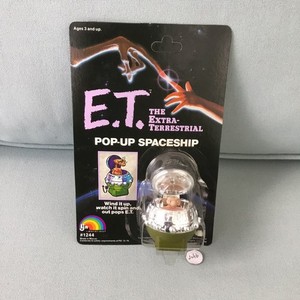 Ages 3 and up.
E.T. THE
EXTRA-
TERRESTRIAL
POP-UP SPACESHIP
Wind it up,
watch it spin and
out pops E.T.
#1244